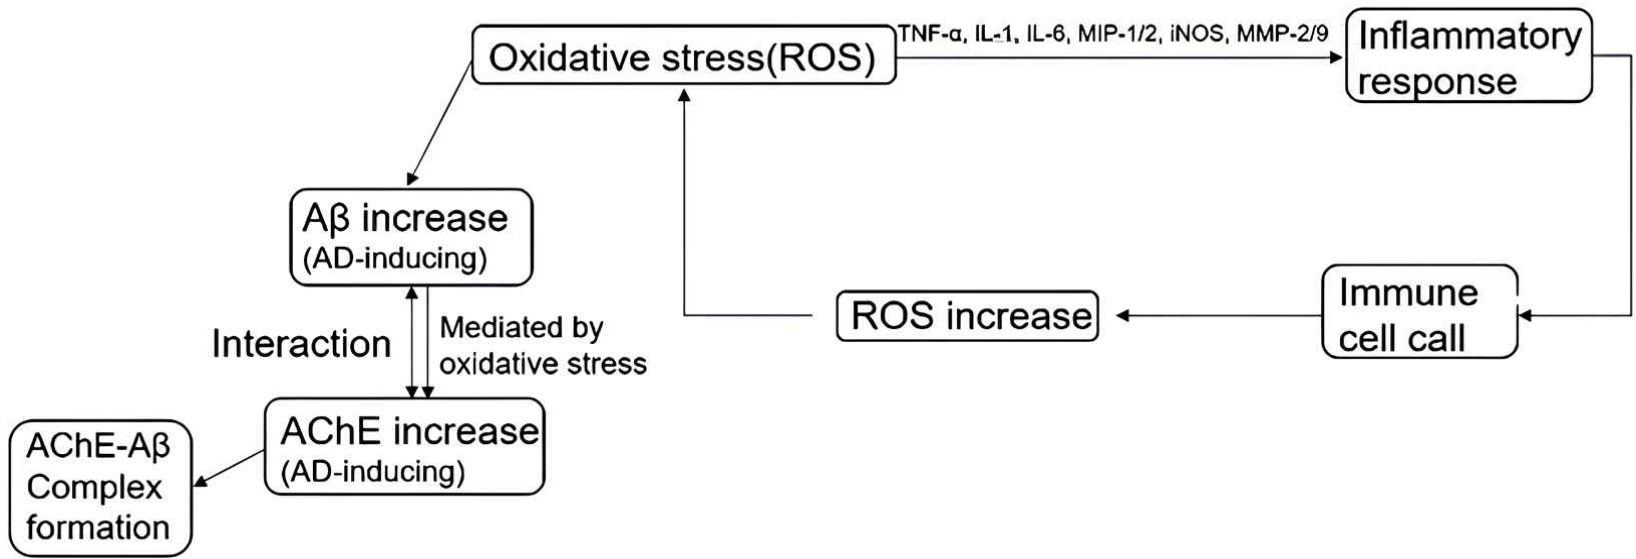 Oxidative stress(ROS)
TNF-α, IL-1, IL-6, MIP-1/2, iNOS, MMP-2/9
Inflammatory
response
Aβ increase
(AD-inducing)
Interaction
Mediated by
oxidative stress
ROS increase
Immune
cell call
AChE increase
(AD-inducing)
AChE-Aβ
Complex
formation